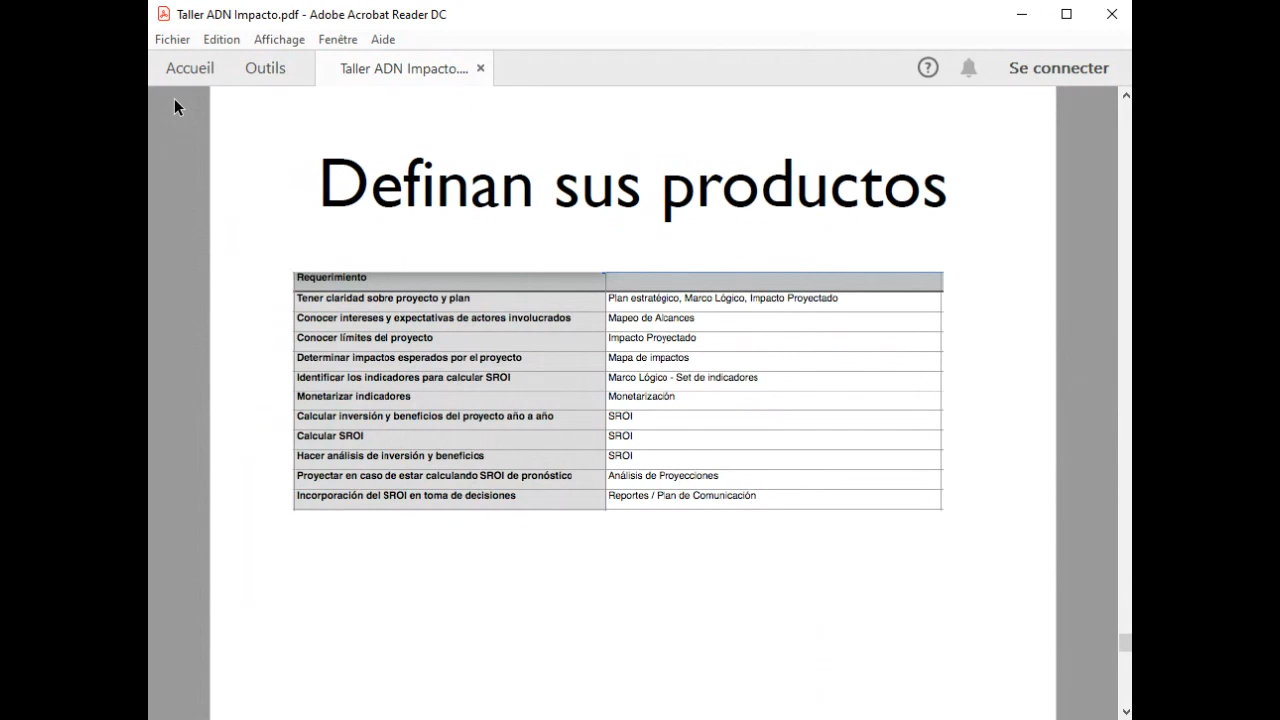 Taller ADN Impacto.pdf - Adobe Acrobat Reader DC
Fichier Edition Affichage Fenêtre Aide
Accueil Outils Taller ADN Impacto.... × ? Se connecter
Definan sus productos
Requerimiento
Tener claridad sobre proyecto y plan Plan estratégico, Marco Lógico, Impacto Proyectado
Conocer intereses y expectativas de actores involucrados Mapeo de Alcances
Conocer límites del proyecto Impacto Proyectado
Determinar impactos esperados por el proyecto Mapa de impactos
Identificar los indicadores para calcular SROI Marco Lógico - Set de indicadores
Monetarizar indicadores Monetarización
Calcular inversión y beneficios del proyecto año a año SROI
Calcular SROI SROI
Hacer análisis de inversión y beneficios SROI
Proyectar en caso de estar calculando SROI de pronóstico Análisis de Proyecciones
Incorporación del SROI en toma de decisiones Reportes / Plan de Comunicación